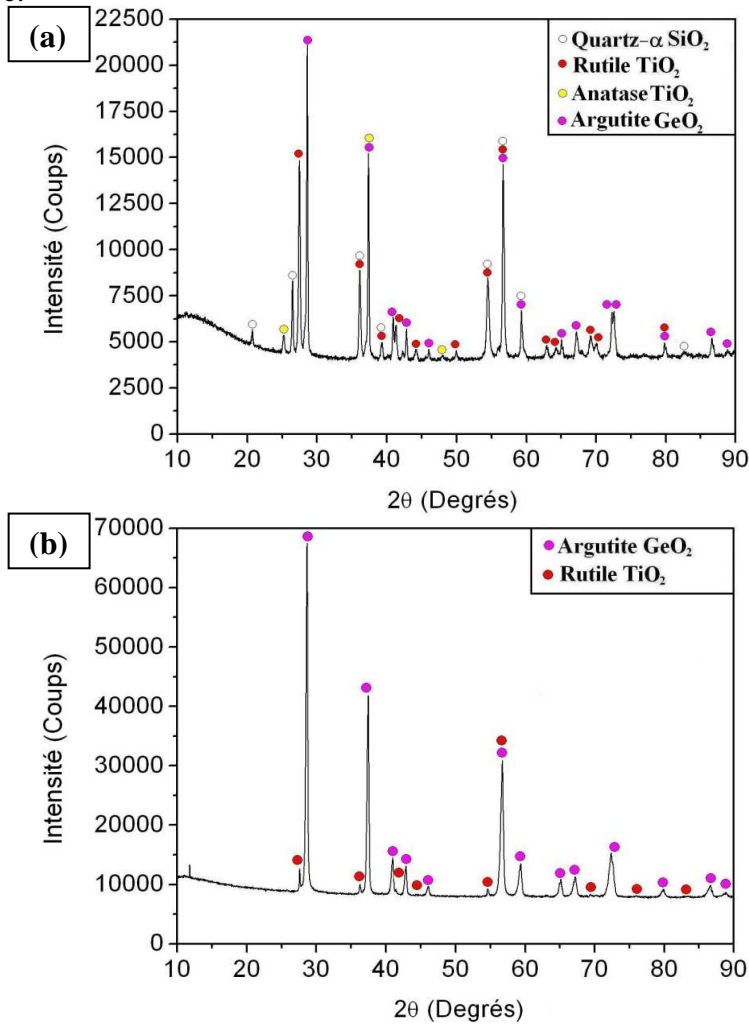 (a)
Quartz-α SiO₂
Rutile TiO₂
Anatase TiO₂
Argutite GeO₂
Intensité (Coups)
22500
20000
17500
15000
12500
10000
7500
5000
2500
0
10 20 30 40 50 60 70 80 90
2θ (Degrés)
(b)
Argutite GeO₂
Rutile TiO₂
Intensité (Coups)
70000
60000
50000
40000
30000
20000
10000
0
10 20 30 40 50 60 70 80 90
2θ (Degrés)